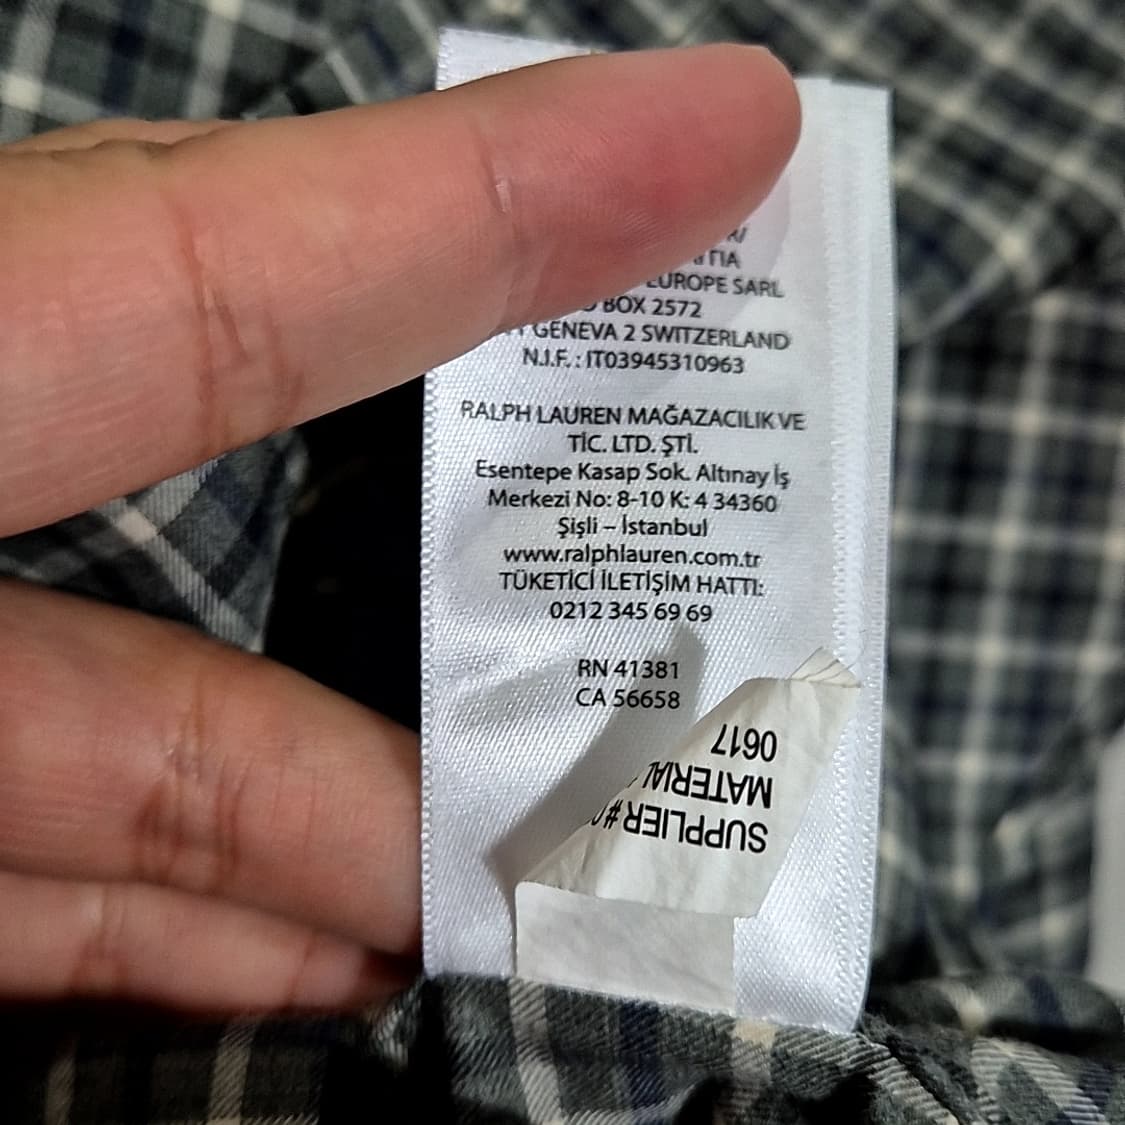 EUROPE SARL
BOX 2572
GENEVA 2 SWITZERLAND
N.I.F. : IT03945310963
RALPH LAUREN MAĞAZACILIK VE
TİC. LTD. ŞTİ.
Esentepe Kasap Sok. Altınay İş
Merkezi No: 8-10 K: 4 34360
Şişli – İstanbul
www.ralphlauren.com.tr
TÜKETİCİ İLETİŞİM HATTI:
0212 345 69 69
RN 41381
CA 56658
SUPPLIER #
MATERIAL
0617